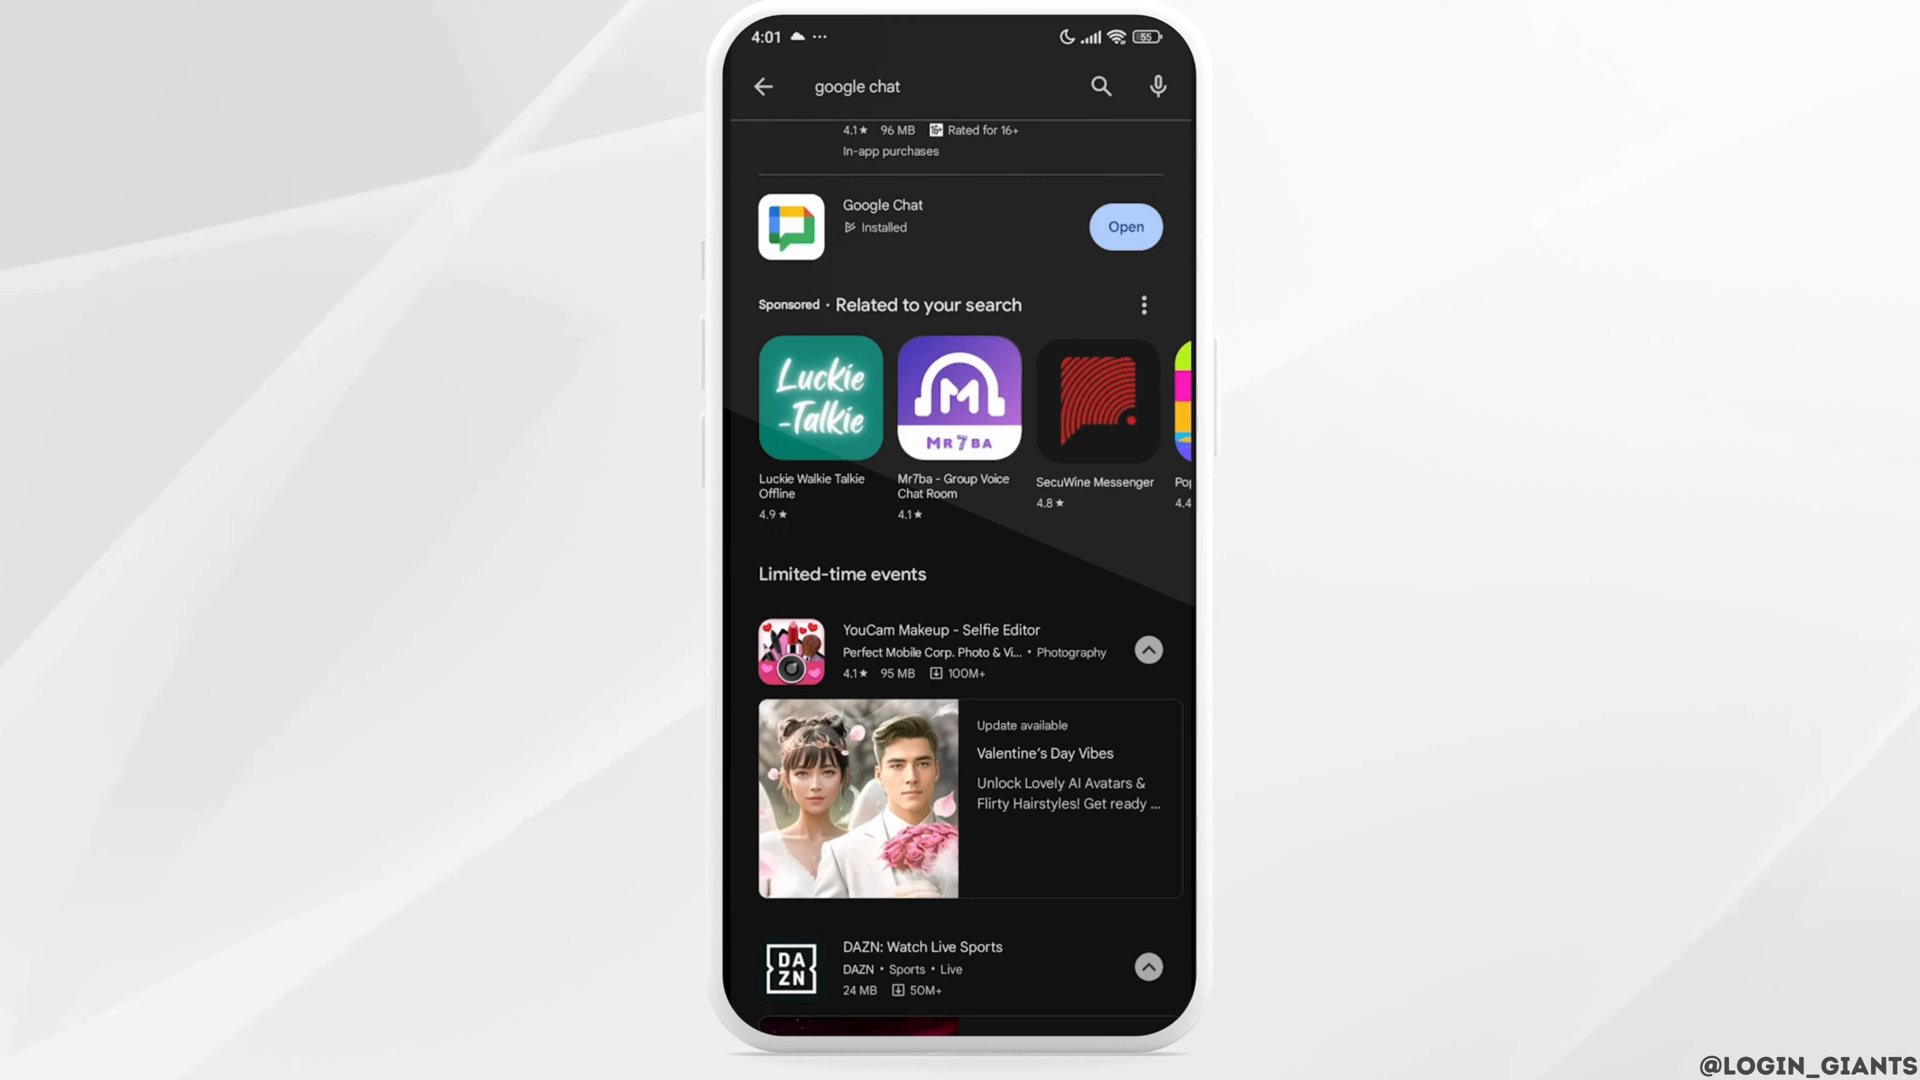 4:01 ... 55
google chat
4.1★ 96 MB 16+ Rated for 16+
In-app purchases
Google Chat
Installed
Open
Sponsored · Related to your search
Luckie
-Talkie
M
MR7BA
Luckie Walkie Talkie
Offline
4.9★
Mr7ba - Group Voice
Chat Room
4.1★
SecuWine Messenger
4.8★
Pop
4.4
Limited-time events
YouCam Makeup - Selfie Editor
Perfect Mobile Corp. Photo & Vi... • Photography
4.1★ 95 MB 100M+
Update available
Valentine's Day Vibes
Unlock Lovely AI Avatars &
Flirty Hairstyles! Get ready ...
DA
ZN
DAZN: Watch Live Sports
DAZN • Sports • Live
24 MB 50M+
@LOGIN_GIANTS